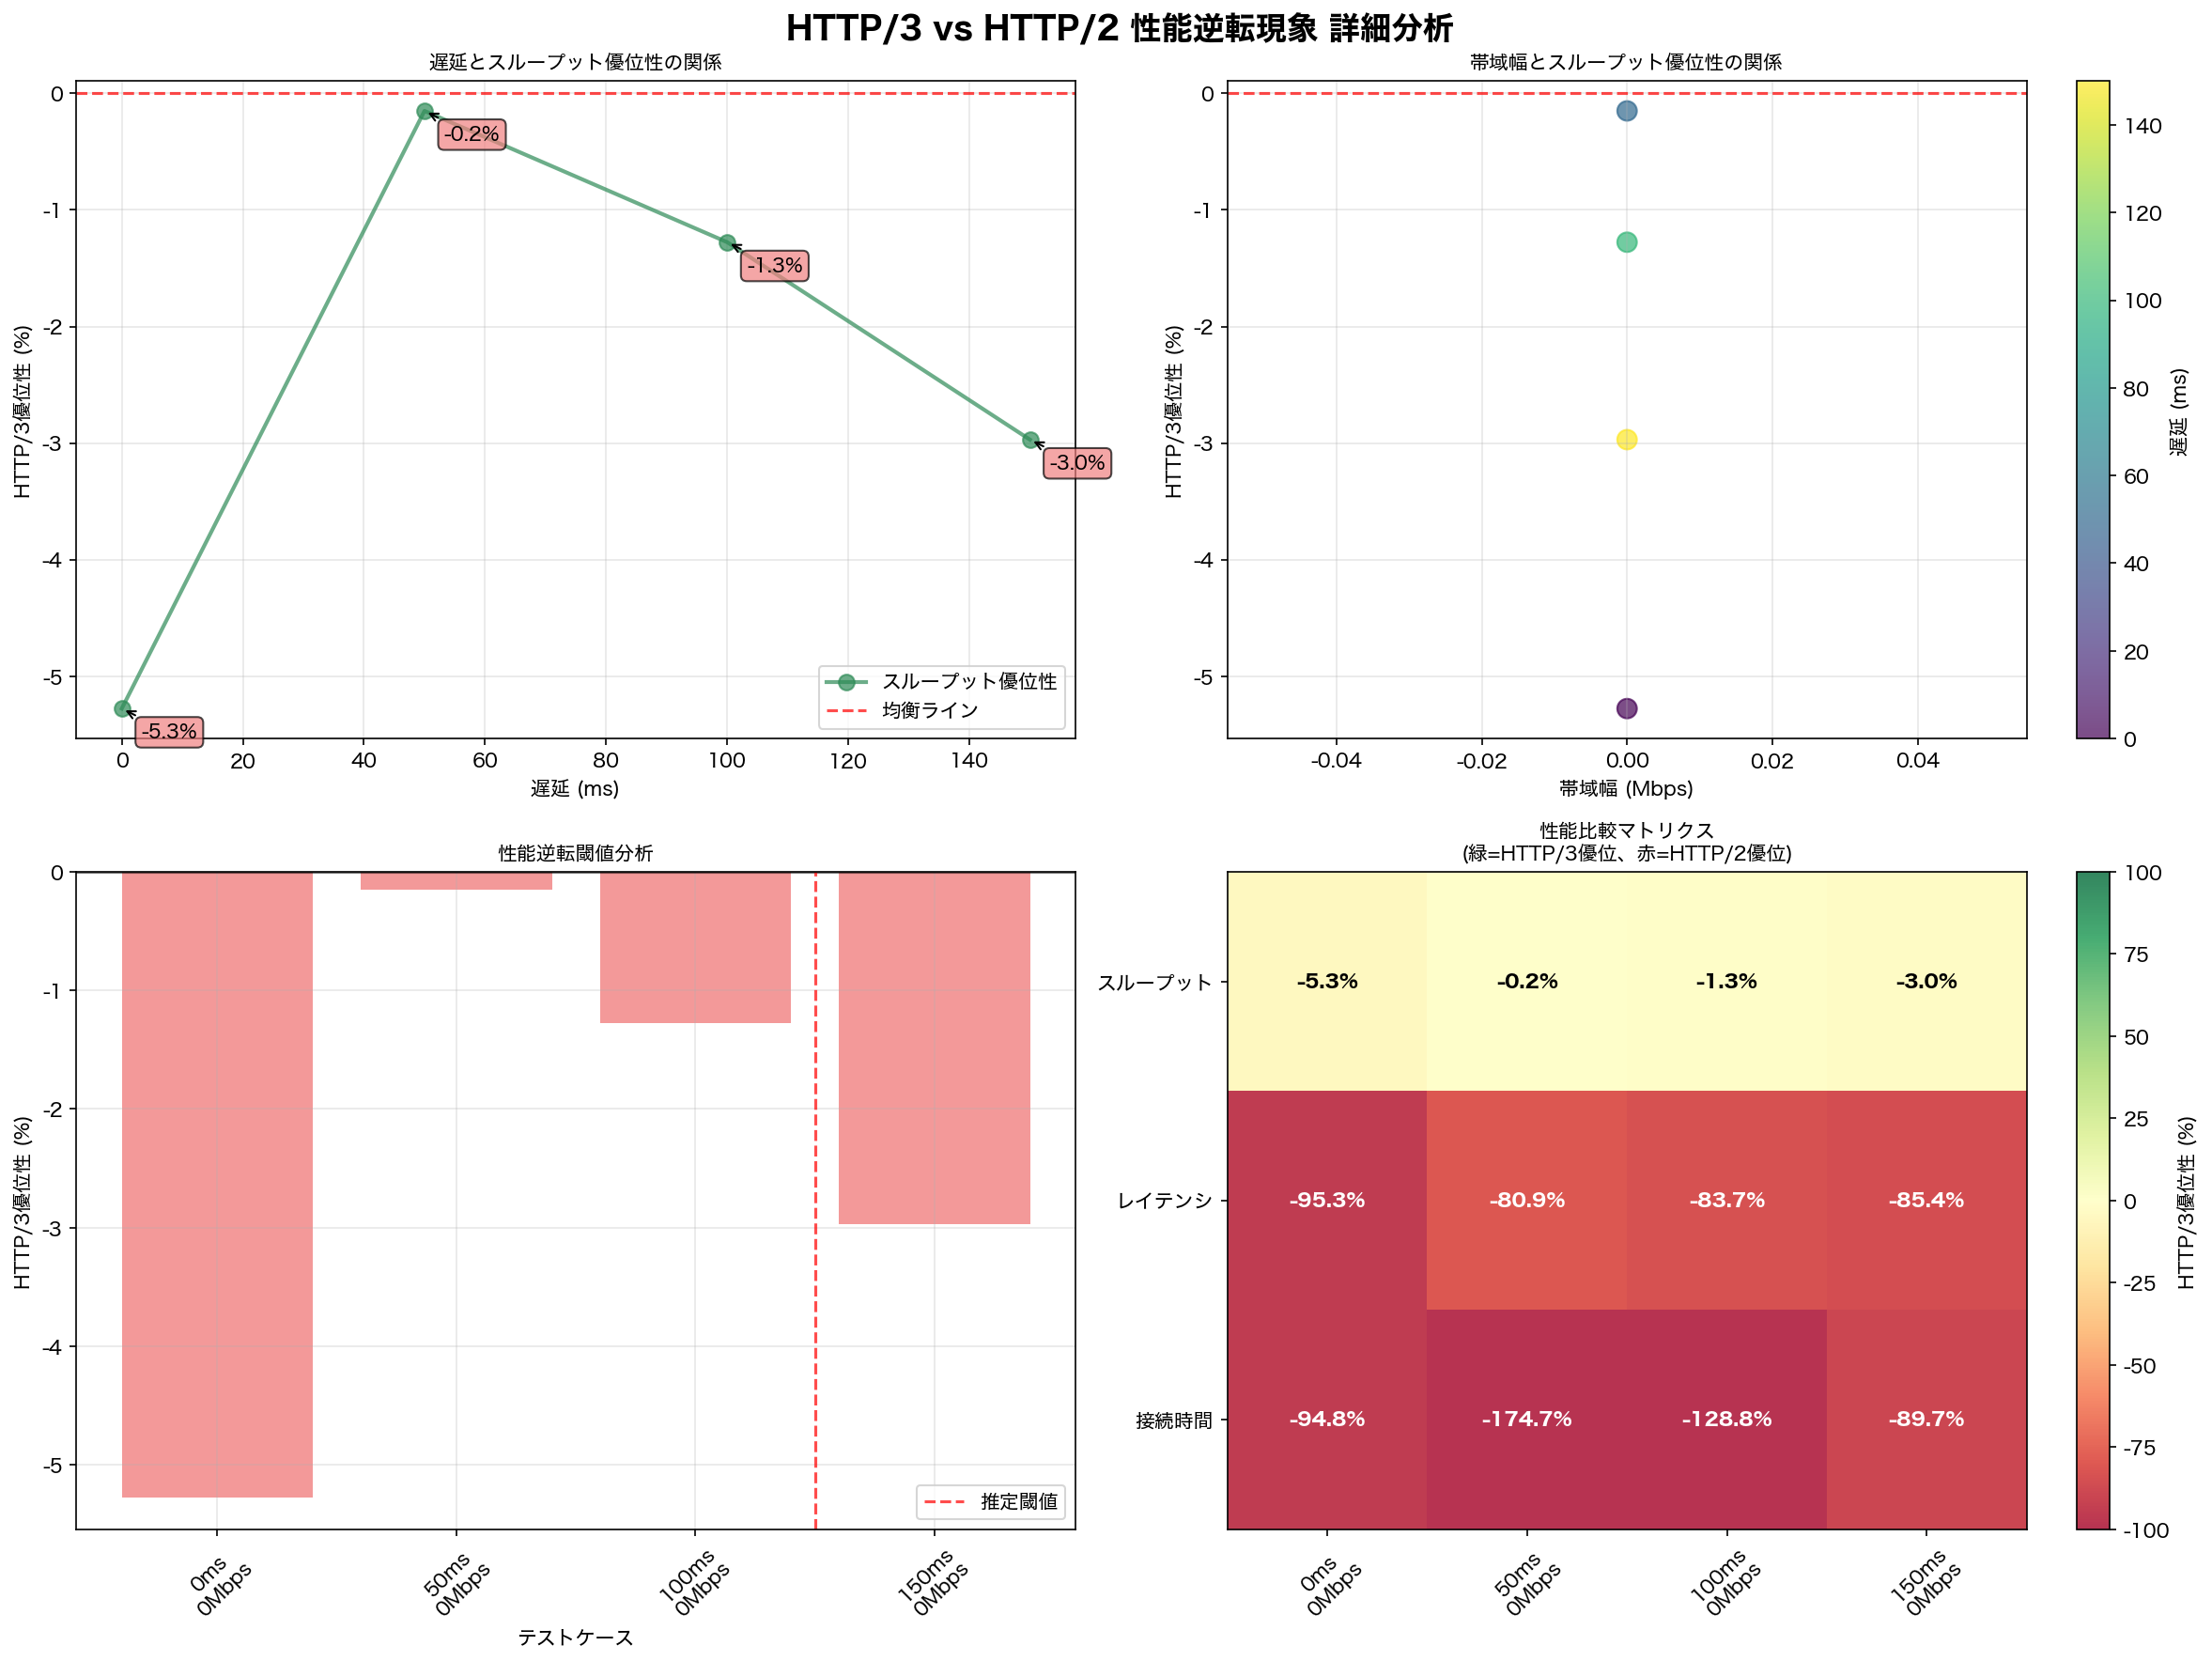 HTTP/3 vs HTTP/2 性能逆転現象 詳細分析
遅延とスループット優位性の関係
0
-1
-2
-3
-4
-5
HTTP/3優位性 (%)
-0.2%
-1.3%
-3.0%
-5.3%
スループット優位性
均衡ライン
0 20 40 60 80 100 120 140
遅延 (ms)
帯域幅とスループット優位性の関係
0
-1
-2
-3
-4
-5
HTTP/3優位性 (%)
-0.04 -0.02 0.00 0.02 0.04
帯域幅 (Mbps)
140
120
100
80
60
40
20
0
遅延 (ms)
性能逆転閾値分析
0
-1
-2
-3
-4
-5
HTTP/3優位性 (%)
推定閾値
0ms
0Mbps
50ms
0Mbps
100ms
0Mbps
150ms
0Mbps
テストケース
性能比較マトリクス
(緑=HTTP/3優位、赤=HTTP/2優位)
スループット -5.3% -0.2% -1.3% -3.0%
レイテンシ -95.3% -80.9% -83.7% -85.4%
接続時間 -94.8% -174.7% -128.8% -89.7%
0ms
0Mbps
50ms
0Mbps
100ms
0Mbps
150ms
0Mbps
100
75
50
25
0
-25
-50
-75
-100
HTTP/3優位性 (%)